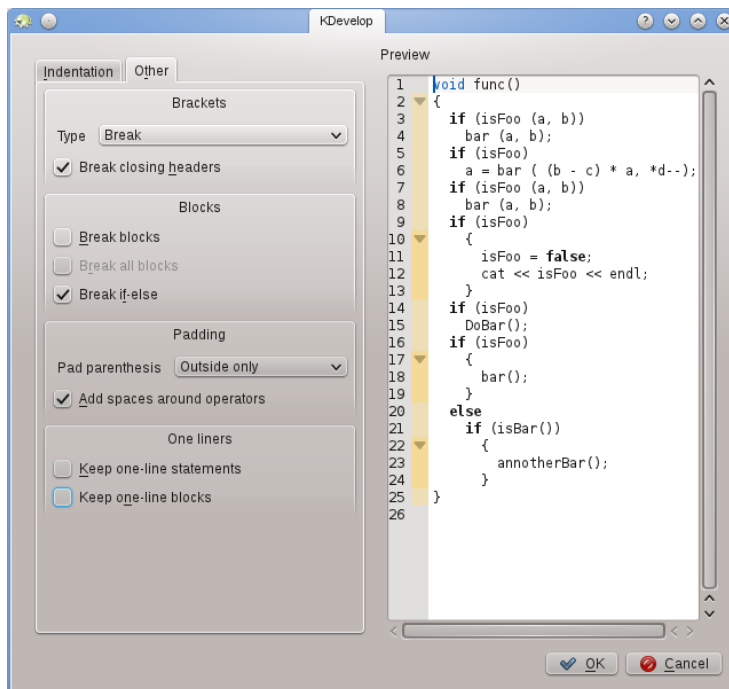 KDevelop
Indentation Other
Brackets
Type Break
Break closing headers
Blocks
Break blocks
Break all blocks
Break if-else
Padding
Pad parenthesis Outside only
Add spaces around operators
One liners
Keep one-line statements
Keep one-line blocks
Preview
1 void func()
2 {
3 if (isFoo (a, b))
4 bar (a, b);
5 if (isFoo)
6 a = bar ( (b - c) * a, *d--);
7 if (isFoo (a, b))
8 bar (a, b);
9 if (isFoo)
10 {
11 isFoo = false;
12 cat << isFoo << endl;
13 }
14 if (isFoo)
15 DoBar();
16 if (isFoo)
17 {
18 bar();
19 }
20 else
21 if (isBar())
22 {
23 annotherBar();
24 }
25 }
26
OK Cancel